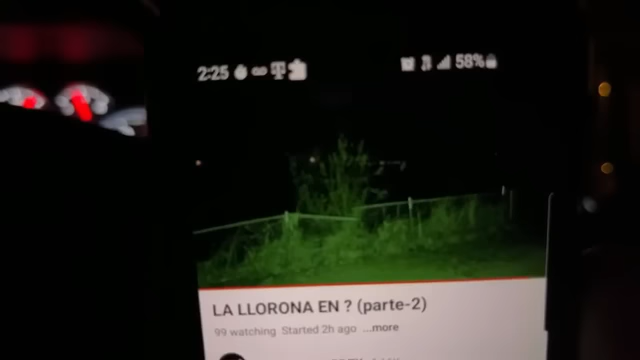 2:25 58%
LA LLORONA EN ? (parte-2)
99 watching Started 2h ago ...more